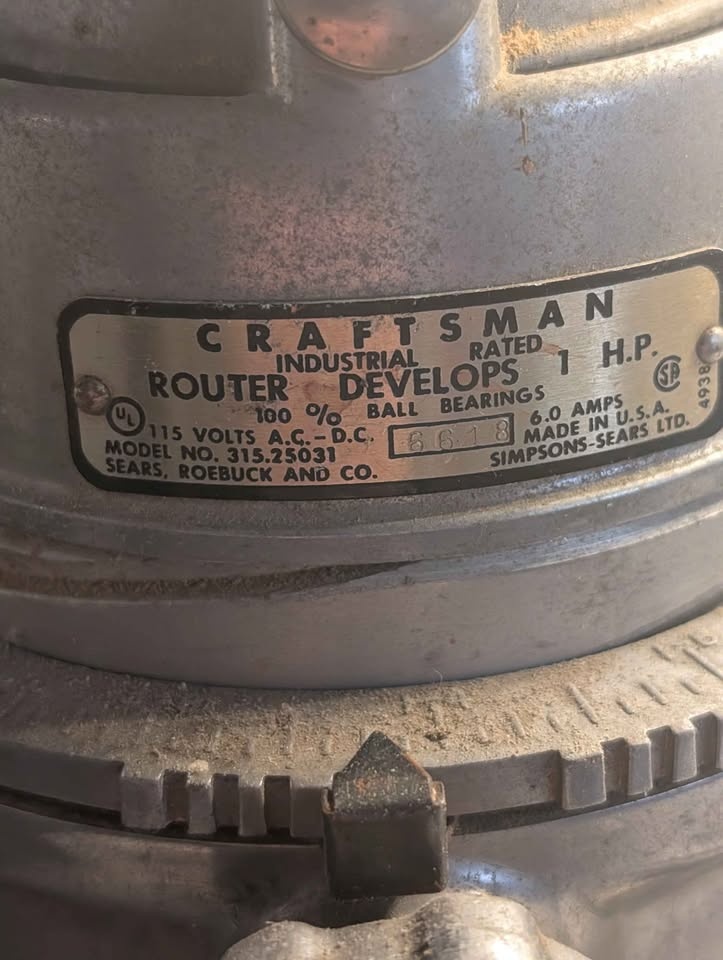 CRAFTSMAN
INDUSTRIAL RATED
ROUTER DEVELOPS 1 H.P.
100 % BALL BEARINGS
UL 115 VOLTS A.C.-D.C. 6.0 AMPS
MODEL NO. 315.25031 MADE IN U.S.A.
SEARS, ROEBUCK AND CO. SIMPSONS-SEARS LTD.
4938